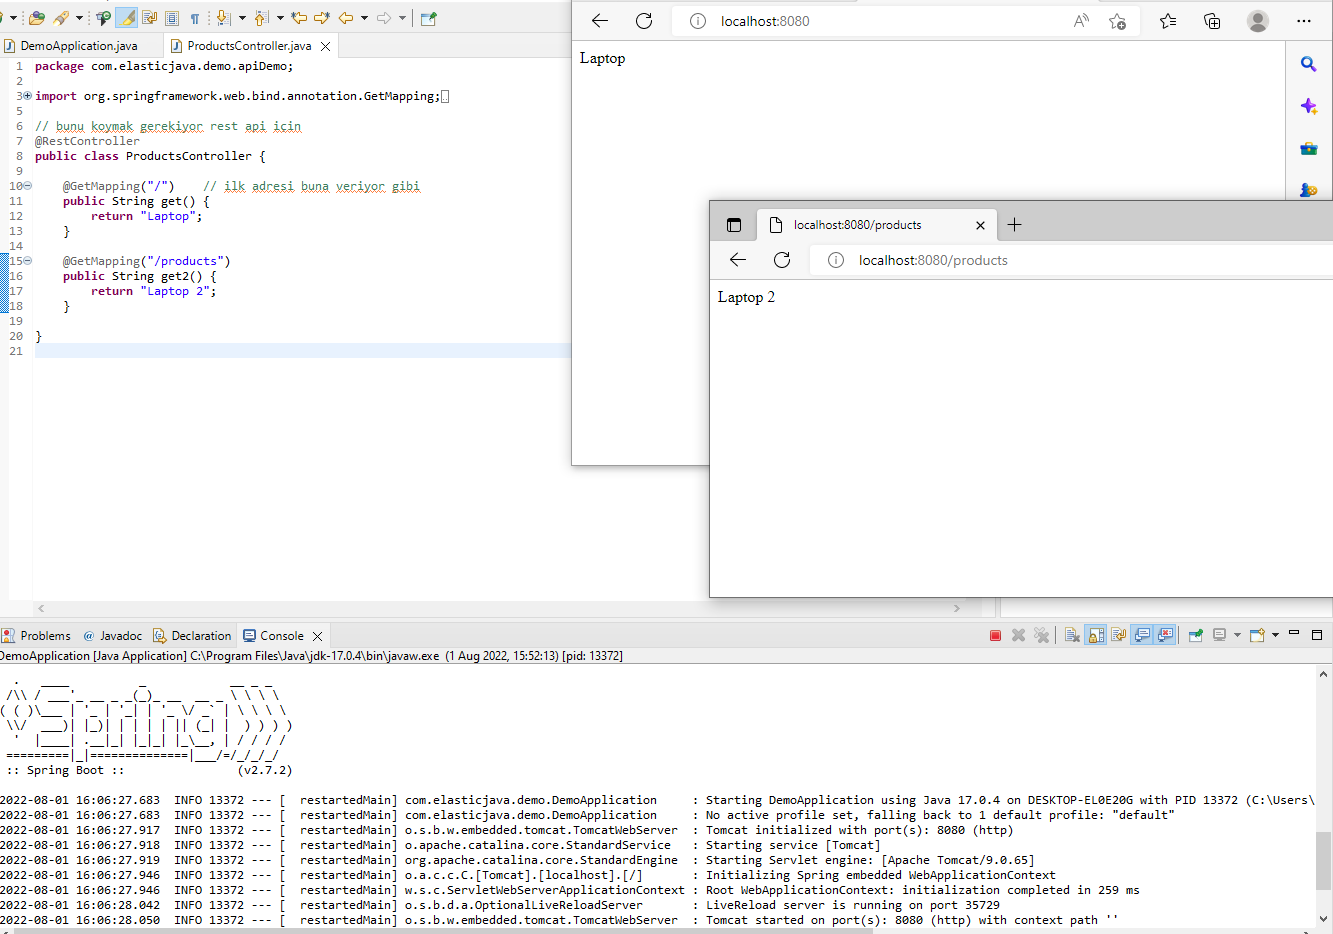 DemoApplication.java
ProductsController.java
1 package com.elasticjava.demo.apiDemo;
2
3 import org.springframework.web.bind.annotation.GetMapping;
5
6 // bunu koymak gerekiyor rest api icin
7 @RestController
8 public class ProductsController {
9
10 @GetMapping("/") // ilk adresi buna veriyor gibi
11 public String get() {
12 return "Laptop";
13 }
14
15 @GetMapping("/products")
16 public String get2() {
17 return "Laptop 2";
18 }
19
20 }
21
localhost:8080
Laptop
localhost:8080/products
localhost:8080/products
Laptop 2
Problems @ Javadoc Declaration Console
DemoApplication [Java Application] C:\Program Files\Java\jdk-17.0.4\bin\javaw.exe (1 Aug 2022, 15:52:13) [pid: 13372]
Spring
:: Spring Boot :: (v2.7.2)
2022-08-01 16:06:27.683 INFO 13372 --- [ restartedMain] com.elasticjava.demo.DemoApplication : Starting DemoApplication using Java 17.0.4 on DESKTOP-EL0E20G with PID 13372 (C:\Users\
2022-08-01 16:06:27.683 INFO 13372 --- [ restartedMain] com.elasticjava.demo.DemoApplication : No active profile set, falling back to 1 default profile: "default"
2022-08-01 16:06:27.917 INFO 13372 --- [ restartedMain] o.s.b.w.embedded.tomcat.TomcatWebServer : Tomcat initialized with port(s): 8080 (http)
2022-08-01 16:06:27.918 INFO 13372 --- [ restartedMain] o.apache.catalina.core.StandardService : Starting service [Tomcat]
2022-08-01 16:06:27.919 INFO 13372 --- [ restartedMain] org.apache.catalina.core.StandardEngine : Starting Servlet engine: [Apache Tomcat/9.0.65]
2022-08-01 16:06:27.946 INFO 13372 --- [ restartedMain] o.a.c.c.C.[Tomcat].[localhost].[/] : Initializing Spring embedded WebApplicationContext
2022-08-01 16:06:27.946 INFO 13372 --- [ restartedMain] w.s.c.ServletWebServerApplicationContext : Root WebApplicationContext: initialization completed in 259 ms
2022-08-01 16:06:28.042 INFO 13372 --- [ restartedMain] o.s.b.d.a.OptionalLiveReloadServer : LiveReload server is running on port 35729
2022-08-01 16:06:28.050 INFO 13372 --- [ restartedMain] o.s.b.w.embedded.tomcat.TomcatWebServer : Tomcat started on port(s): 8080 (http) with context path ''